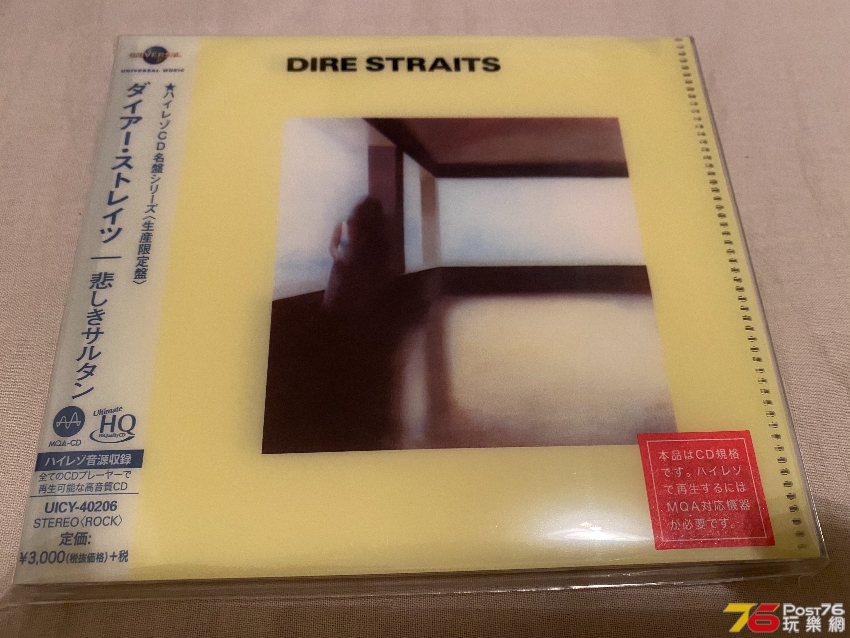 UNIVERSAL
UNIVERSAL MUSIC
DIRE STRAITS
★ハイレゾCD名盤シリーズ〈生産限定盤〉
ダイアー・ストレイツ｜悲しきサルタン
MQA-CD
Ultimate
HQ
HiQualityCD
ハイレゾ音源収録
全てのCDプレーヤーで
再生可能な高音質CD
UICY-40206
STEREO〈ROCK〉
定価:
¥3,000(税抜価格)+税
本品はCD規格
です。ハイレゾ
で再生するには
MQA対応機器
が必要です。
76 Post76
玩樂網